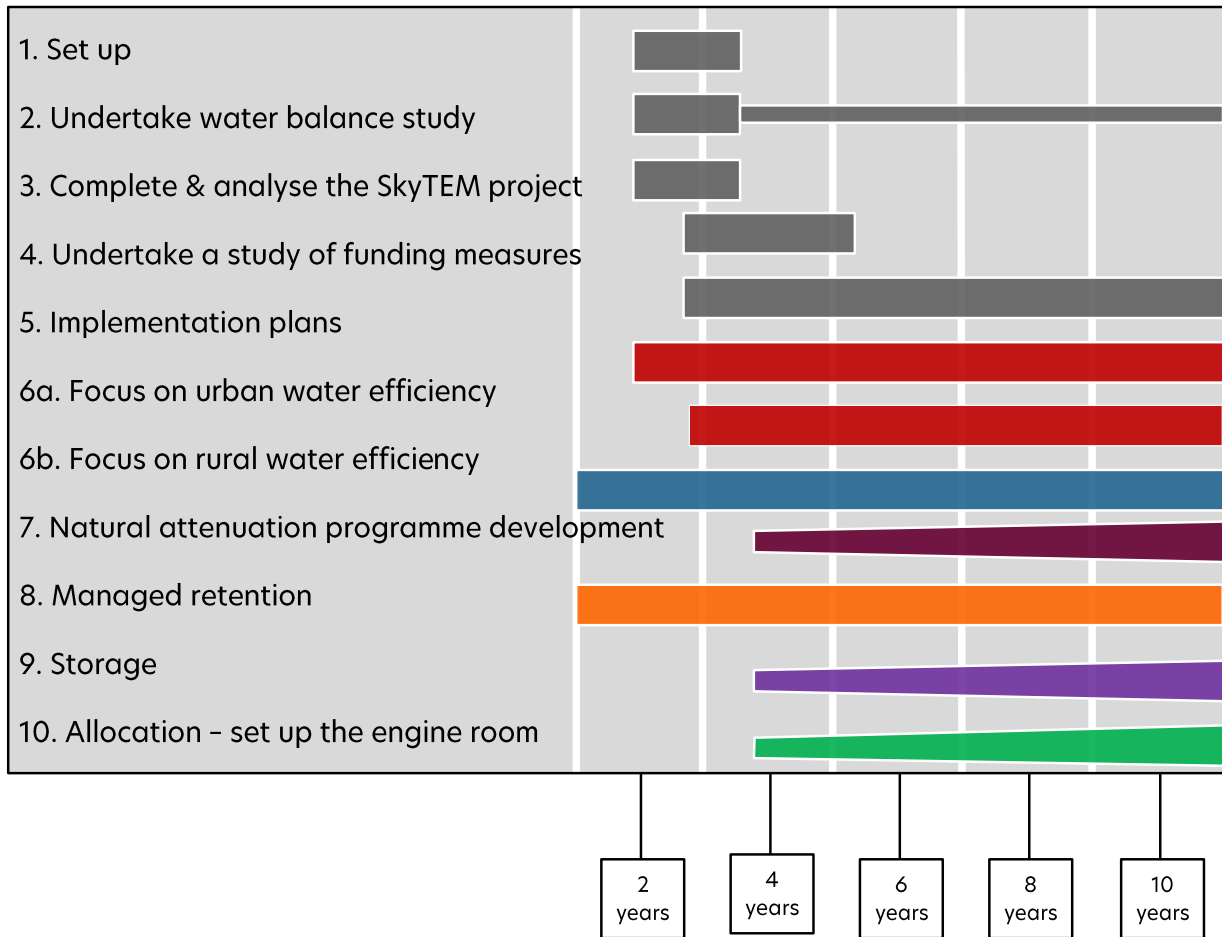 1. Set up
2. Undertake water balance study
3. Complete & analyse the SkyTEM project
4. Undertake a study of funding measures
5. Implementation plans
6a. Focus on urban water efficiency
6b. Focus on rural water efficiency
7. Natural attenuation programme development
8. Managed retention
9. Storage
10. Allocation – set up the engine room
2
years
4
years
6
years
8
years
10
years